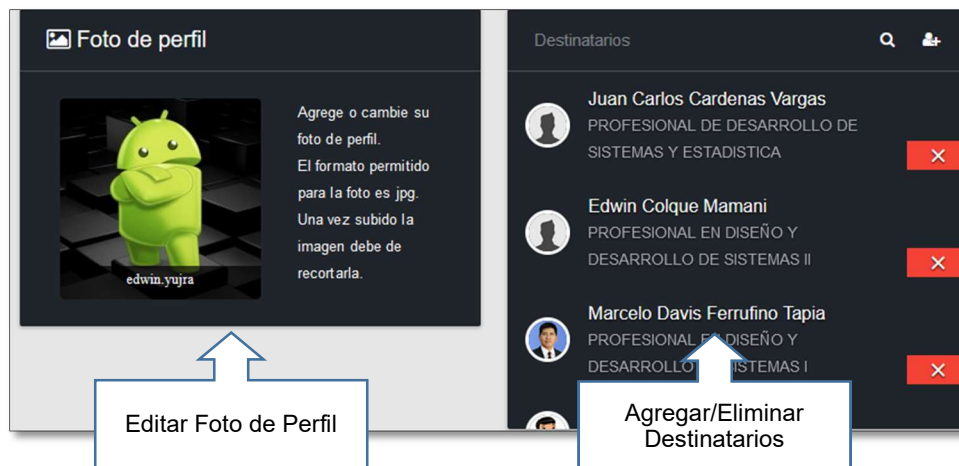 Foto de perfil
Agrege o cambie su
foto de perfil.
El formato permitido
para la foto es jpg.
Una vez subido la
imagen debe de
recortarla.
edwin.yujra
Editar Foto de Perfil
Destinatarios
Juan Carlos Cardenas Vargas
PROFESIONAL DE DESARROLLO DE
SISTEMAS Y ESTADISTICA
Edwin Colque Mamani
PROFESIONAL EN DISEÑO Y
DESARROLLO DE SISTEMAS II
Marcelo Davis Ferrufino Tapia
PROFESIONAL EN DISEÑO Y
DESARROLLO SISTEMAS I
Agregar/Eliminar
Destinatarios